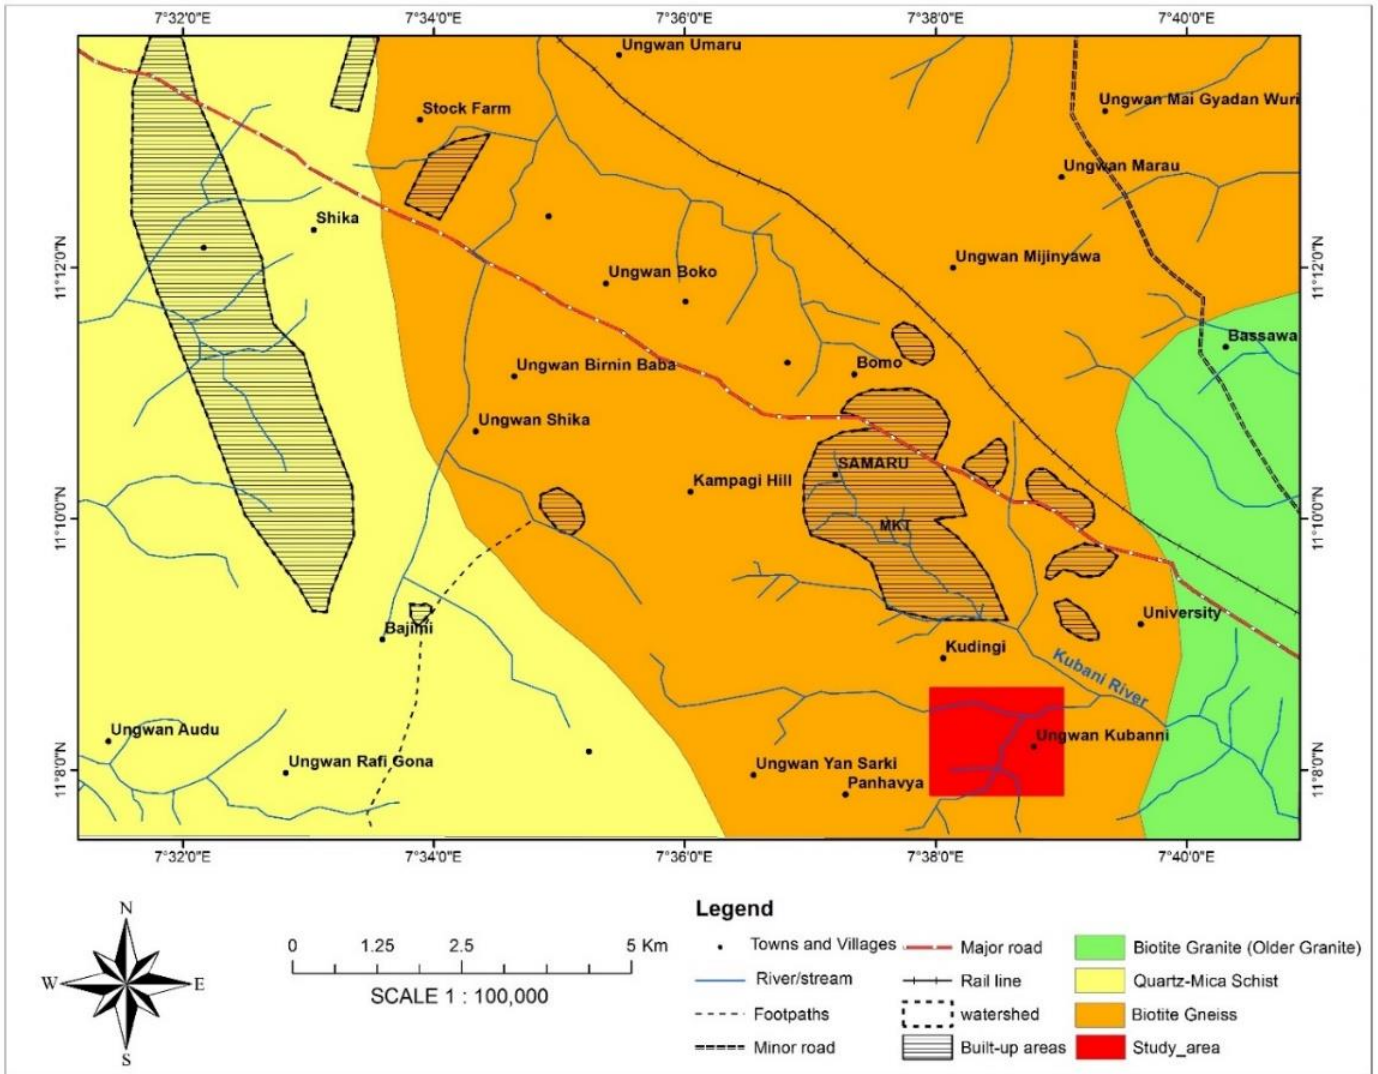 7°32'0"E 7°34'0"E 7°36'0"E 7°38'0"E 7°40'0"E
Ungwan Umaru
Stock Farm
Ungwan Mai Gyadan Wuri
Ungwan Marau
Shika
11°12'0"N
Ungwan Mijinyawa
11°12'0"N
Ungwan Boko
Bassawa
Ungwan Birnin Baba
Bomo
Ungwan Shika
SAMARU
Kampagi Hill
11°10'0"N
MKT
11°10'0"N
University
Bajimi
Kudingi
Kubani River
Ungwan Audu
Ungwan Kubanni
Ungwan Rafi Gona
Ungwan Yan Sarki
11°8'0"N
Panhavya
11°8'0"N
7°32'0"E 7°34'0"E 7°36'0"E 7°38'0"E 7°40'0"E
N
W E
S
0 1.25 2.5 5 Km
SCALE 1 : 100,000
Legend
Towns and Villages Major road Biotite Granite (Older Granite)
River/stream Rail line Quartz-Mica Schist
Footpaths watershed Biotite Gneiss
Minor road Built-up areas Study_area